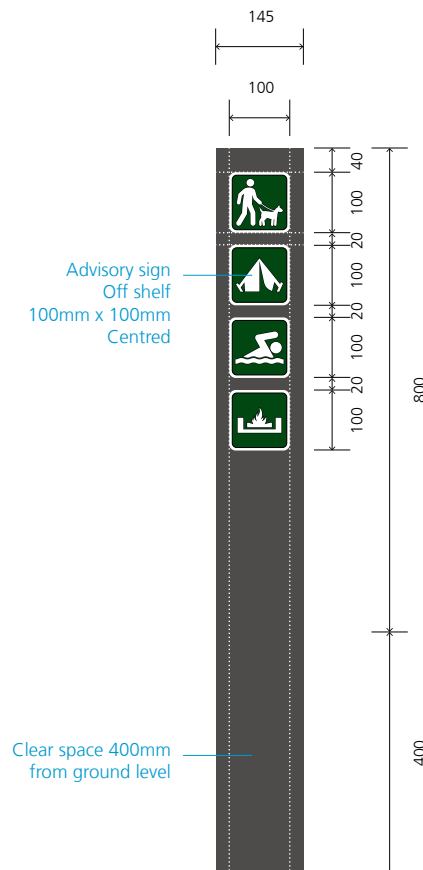 145
100
40
100
20
100
20
100
20
100
800
400
Advisory sign
Off shelf
100mm x 100mm
Centred
Clear space 400mm
from ground level